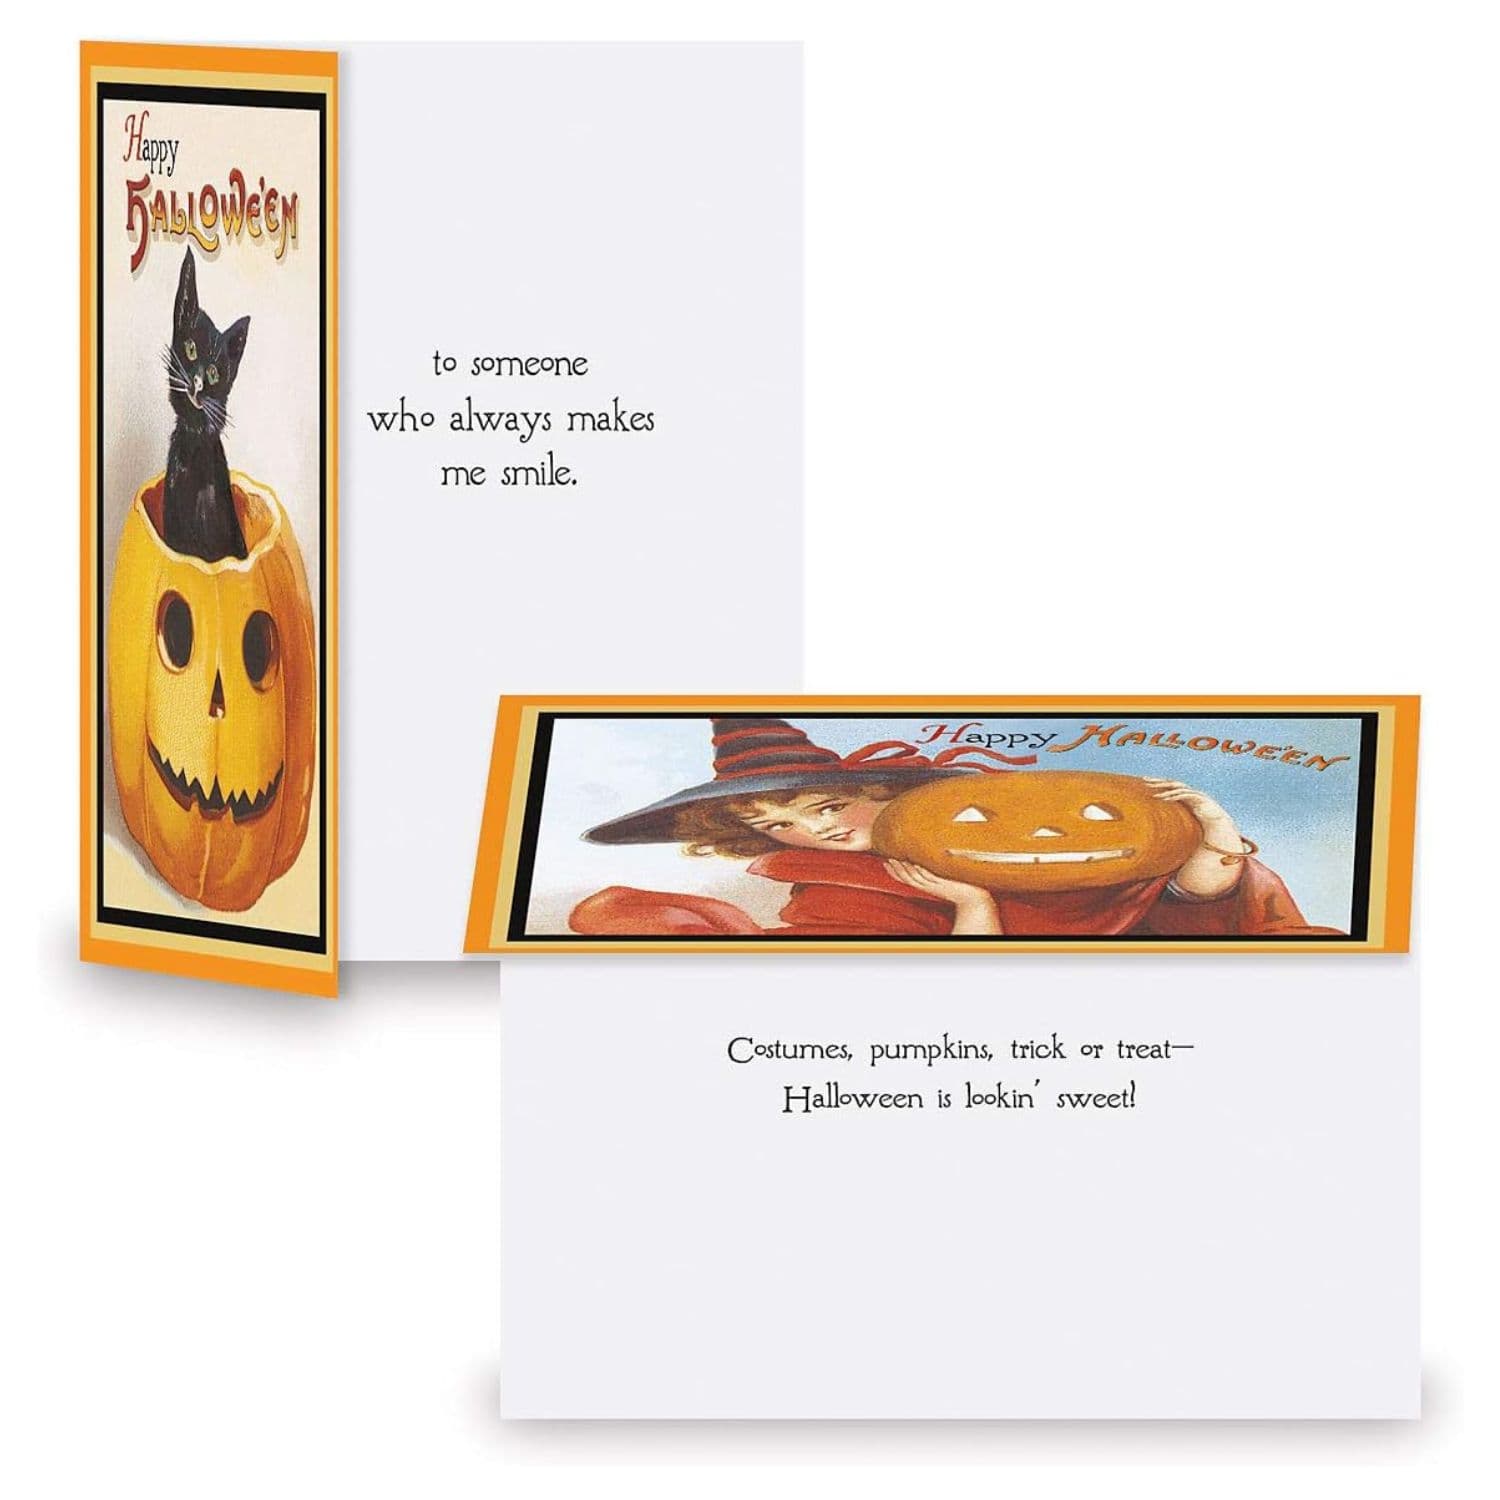 Happy
Hallowe'en
to someone
who always makes
me smile.
Happy Hallowe'en
Costumes, pumpkins, trick or treat—
Halloween is lookin' sweet!